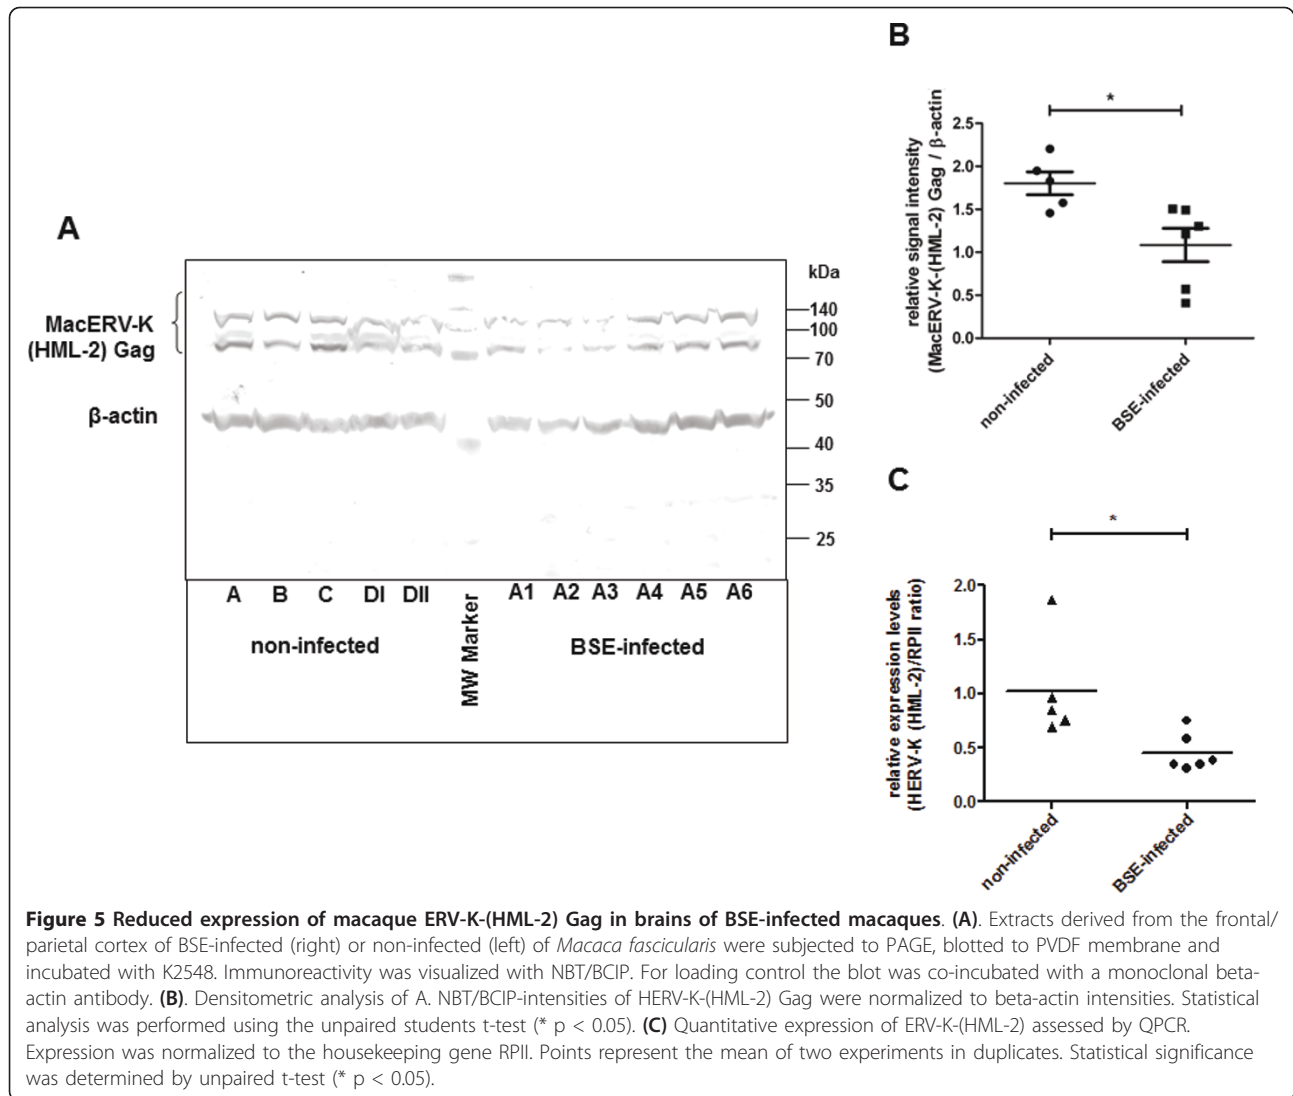 A
MacERV-K
(HML-2) Gag
β-actin
kDa
140
100
70
50
40
35
25
A B C DI DII MW Marker A1 A2 A3 A4 A5 A6
non-infected BSE-infected
B
relative signal intensity
(MacERV-K-(HML-2) Gag / β-actin
*
2.5
2.0
1.5
1.0
0.5
0.0
non-infected
BSE-infected
C
relative expression levels
(HERV-K (HML-2)/RPII ratio)
*
2.0
1.5
1.0
0.5
0.0
non-infected
BSE-infected
Figure 5 Reduced expression of macaque ERV-K-(HML-2) Gag in brains of BSE-infected macaques. (A). Extracts derived from the frontal/
parietal cortex of BSE-infected (right) or non-infected (left) of Macaca fascicularis were subjected to PAGE, blotted to PVDF membrane and
incubated with K2548. Immunoreactivity was visualized with NBT/BCIP. For loading control the blot was co-incubated with a monoclonal beta-
actin antibody. (B). Densitometric analysis of A. NBT/BCIP-intensities of HERV-K-(HML-2) Gag were normalized to beta-actin intensities. Statistical
analysis was performed using the unpaired students t-test (* p < 0.05). (C) Quantitative expression of ERV-K-(HML-2) assessed by QPCR.
Expression was normalized to the housekeeping gene RPII. Points represent the mean of two experiments in duplicates. Statistical significance
was determined by unpaired t-test (* p < 0.05).